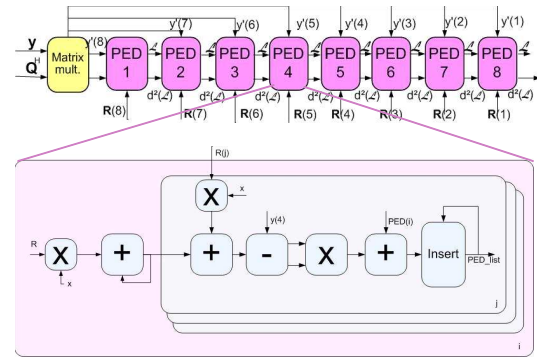 y'(7) y'(6) y'(5) y'(4) y'(3) y'(2) y'(1)
y Matrix mult. y'(8) PED 1 ℒ PED 2 ℒ PED 3 ℒ PED 4 ℒ PED 5 ℒ PED 6 ℒ PED 7 ℒ PED 8 ℒ
Q^H d²(ℒ) d²(ℒ) d²(ℒ) d²(ℒ) d²(ℒ) d²(ℒ) d²(ℒ)
R(8) R(7) R(6) R(5) R(4) R(3) R(2) R(1)
R(j)
X x
y(4) PED(i)
R X + + - X + Insert PED_list
x
j
i